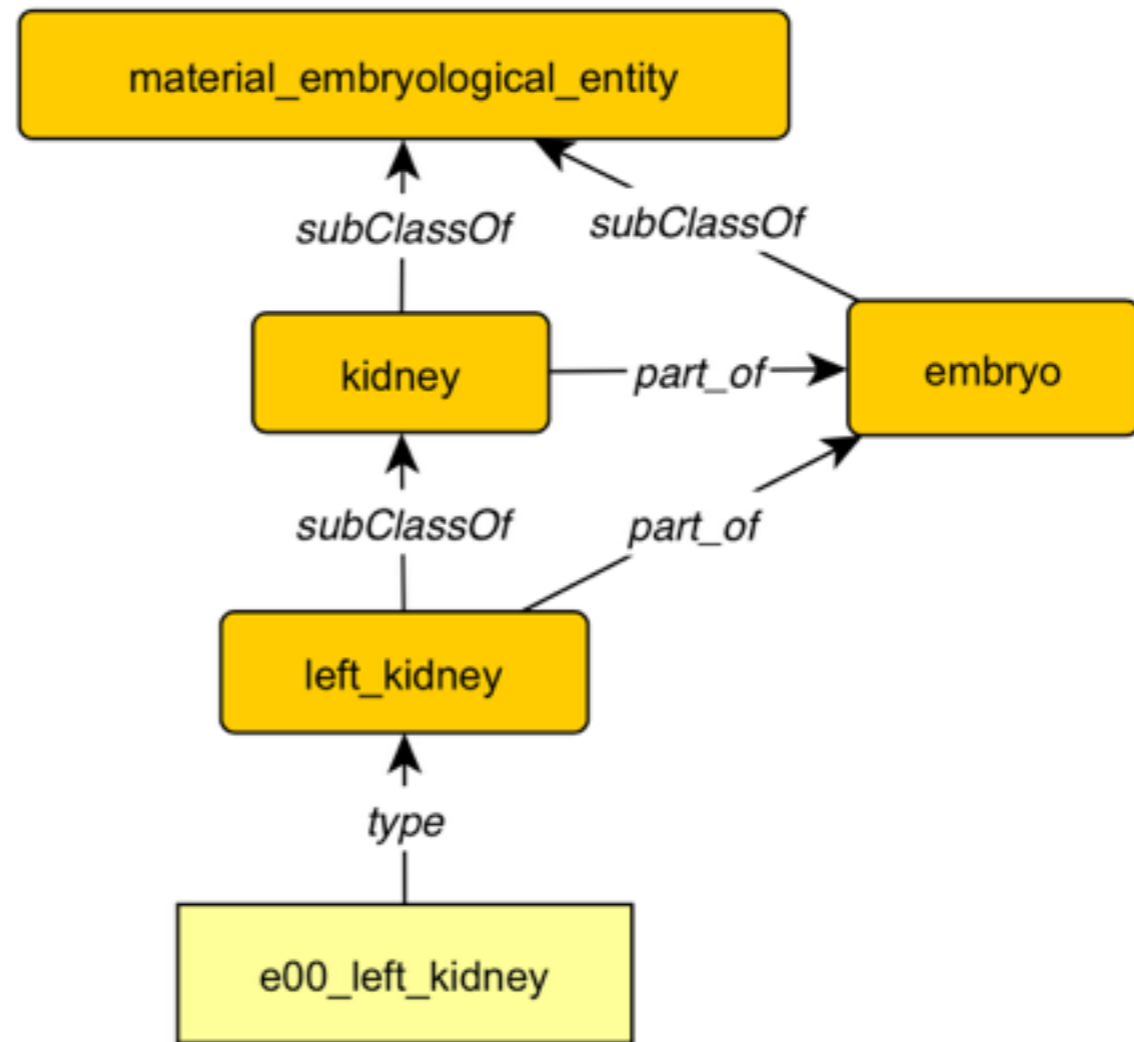 material_embryological_entity
subClassOf
subClassOf
kidney
part_of
embryo
subClassOf
part_of
left_kidney
type
e00_left_kidney